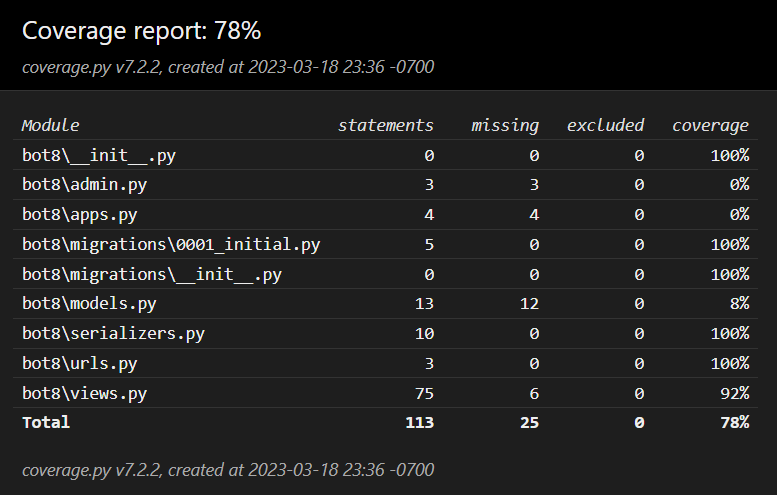 Coverage report: 78%
coverage.py v7.2.2, created at 2023-03-18 23:36 -0700
Module statements missing excluded coverage
bot8\__init__.py 0 0 0 100%
bot8\admin.py 3 3 0 0%
bot8\apps.py 4 4 0 0%
bot8\migrations\0001_initial.py 5 0 0 100%
bot8\migrations\__init__.py 0 0 0 100%
bot8\models.py 13 12 0 8%
bot8\serializers.py 10 0 0 100%
bot8\urls.py 3 0 0 100%
bot8\views.py 75 6 0 92%
Total 113 25 0 78%
coverage.py v7.2.2, created at 2023-03-18 23:36 -0700